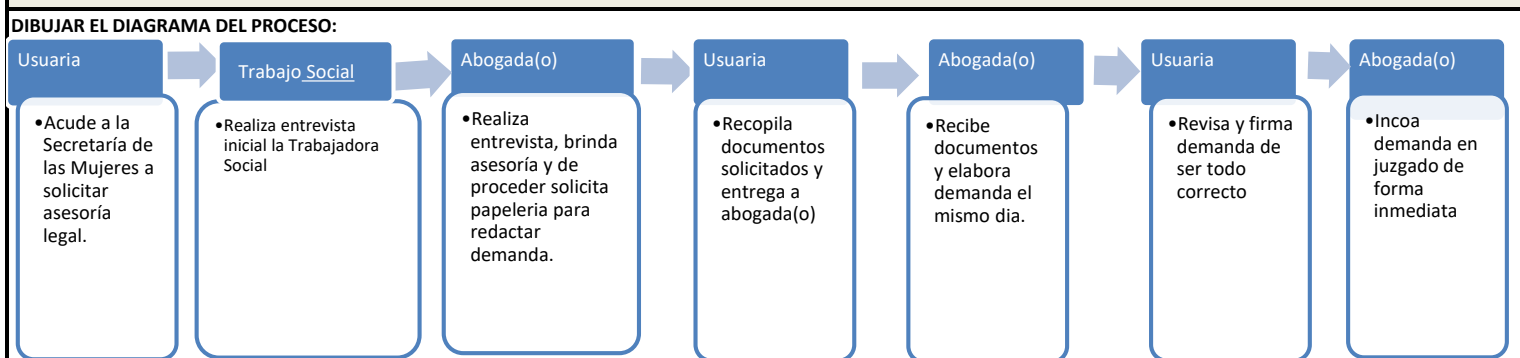 DIBUJAR EL DIAGRAMA DEL PROCESO:
Usuaria
•Acude a la
Secretaría de
las Mujeres a
solicitar
asesoría
legal.
Trabajo Social
•Realiza entrevista
inicial la Trabajadora
Social
Abogada(o)
•Realiza
entrevista, brinda
asesoría y de
proceder solicita
papeleria para
redactar
demanda.
Usuaria
•Recopila
documentos
solicitados y
entrega a
abogada(o)
Abogada(o)
•Recibe
documentos
y elabora
demanda el
mismo dia.
Usuaria
•Revisa y firma
demanda de
ser todo
correcto
Abogada(o)
•Incoa
demanda en
juzgado de
forma
inmediata